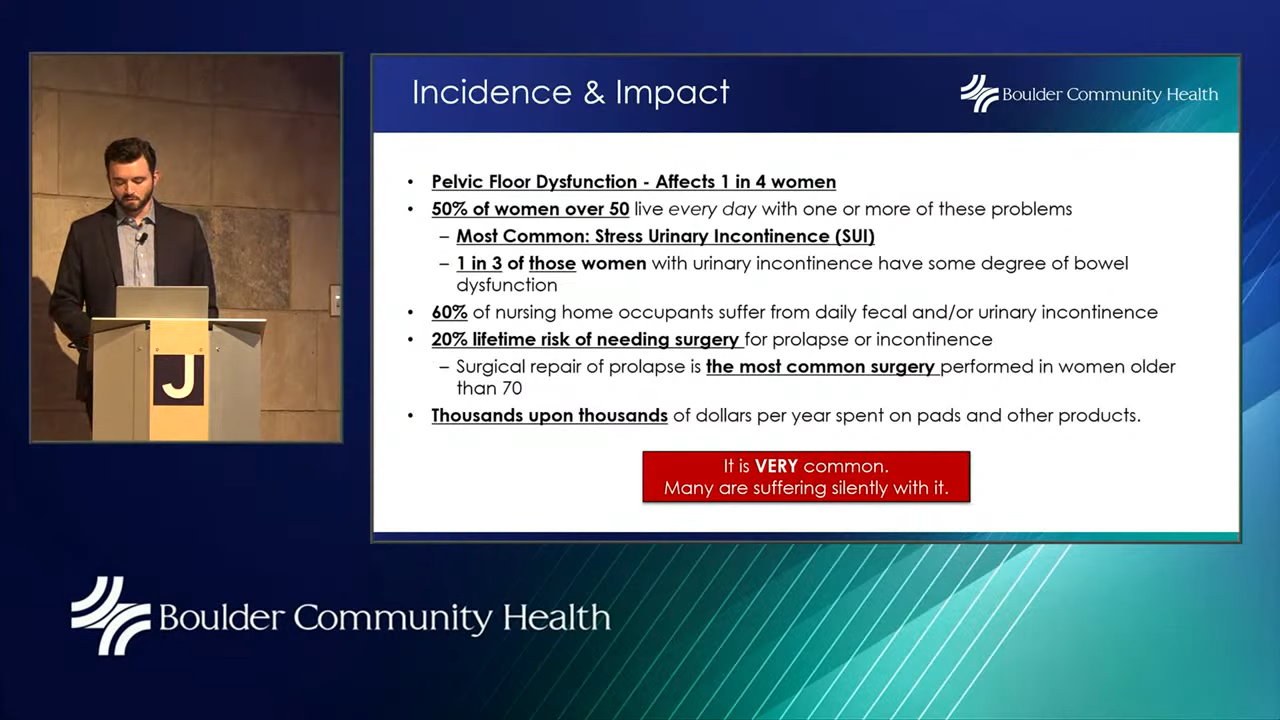 Incidence & Impact
Boulder Community Health
• Pelvic Floor Dysfunction - Affects 1 in 4 women
• 50% of women over 50 live every day with one or more of these problems
– Most Common: Stress Urinary Incontinence (SUI)
– 1 in 3 of those women with urinary incontinence have some degree of bowel
dysfunction
• 60% of nursing home occupants suffer from daily fecal and/or urinary incontinence
• 20% lifetime risk of needing surgery for prolapse or incontinence
– Surgical repair of prolapse is the most common surgery performed in women older
than 70
• Thousands upon thousands of dollars per year spent on pads and other products.
It is VERY common.
Many are suffering silently with it.
J
Boulder Community Health